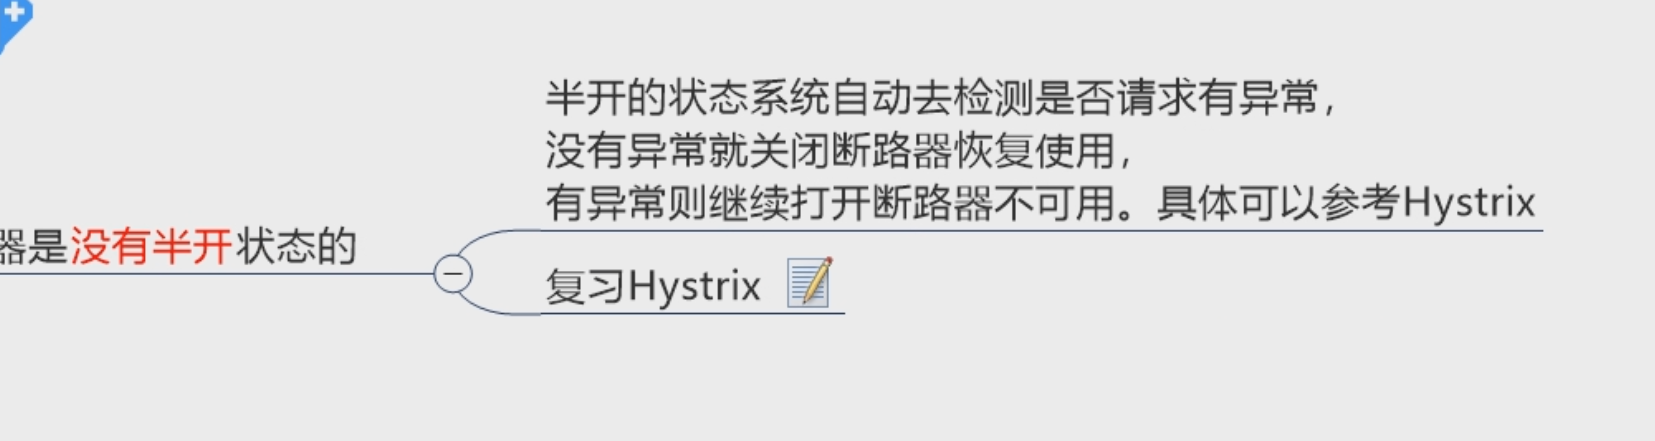 半开的状态系统自动去检测是否请求有异常，
没有异常就关闭断路器恢复使用，
有异常则继续打开断路器不可用。具体可以参考Hystrix
器是没有半开状态的
复习Hystrix